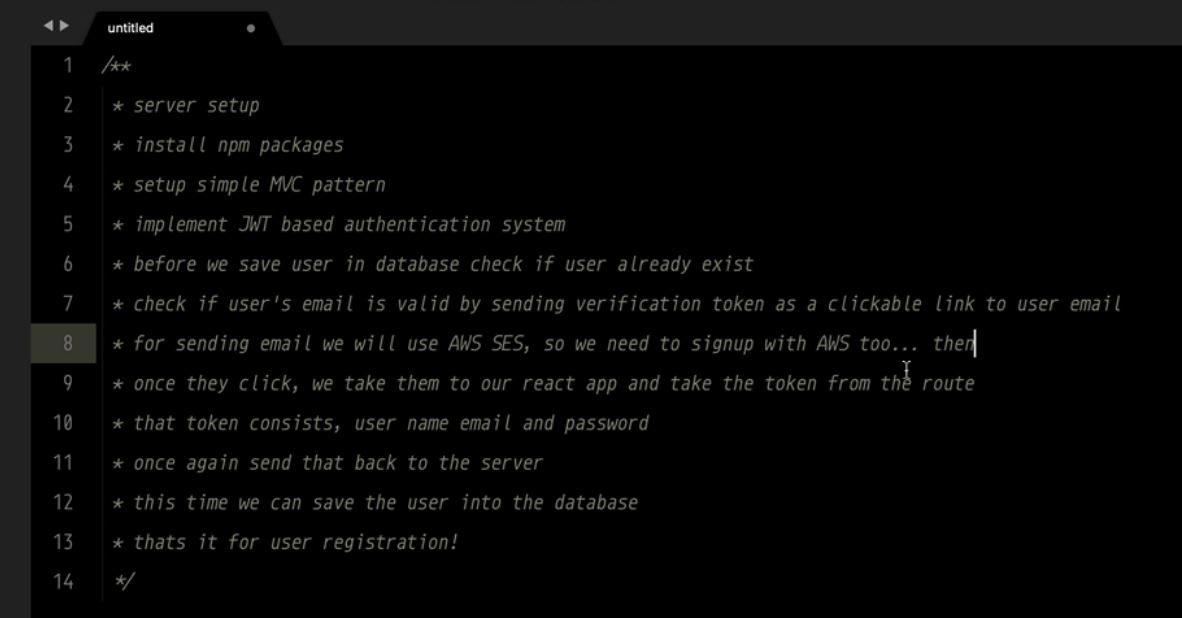 untitled
1 /**
2 * server setup
3 * install npm packages
4 * setup simple MVC pattern
5 * implement JWT based authentication system
6 * before we save user in database check if user already exist
7 * check if user's email is valid by sending verification token as a clickable link to user email
8 * for sending email we will use AWS SES, so we need to signup with AWS too... then
9 * once they click, we take them to our react app and take the token from the route
10 * that token consists, user name email and password
11 * once again send that back to the server
12 * this time we can save the user into the database
13 * thats it for user registration!
14 */